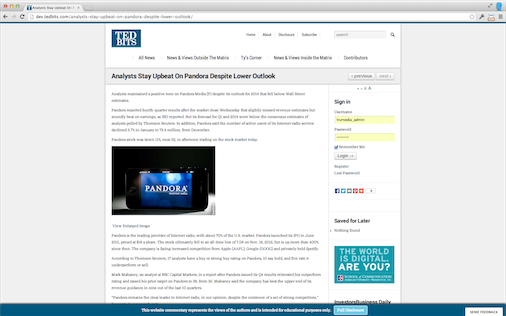 Analysts Stay Upbeat On P
dev.tedbits.com/analysts-stay-upbeat-on-pandora-despite-lower-outlook/
TED
BITS
Home About Disclosure Subscribe
All News News & Views Outside The Matrix Ty's Corner News & Views Inside the Matrix Contributors
Analysts Stay Upbeat On Pandora Despite Lower Outlook
« previous next »
Analysts maintained a positive view on Pandora Media (P) despite its outlook for 2014 that fell below Wall Street
estimates.
Pandora reported fourth-quarter results after the market close Wednesday that slightly missed revenue estimates but
soundly beat on earnings, as IBD reported. But its forecast for Q1 and 2014 were below the consensus estimates of
analysts polled by Thomson Reuters. In addition, Pandora said the number of active users of its Internet radio service
declined 3.7% in January to 73.4 million, from December.
Pandora stock was down
in afternoon trading on the stock market today.
PANDORA
View Enlarged Image
Pandora is the leading provider of Internet radio, with about 70% of the U.S. market. Pandora launched its IPO in June
2011, priced at $16 a share. The stock ultimately fell to an all-time low of 7.08 on Nov. 16, 2012, but is up more than 400%
since then. The company is facing increased competition from Apple (AAPL), Google (GOOG) and privately held Spotify.
According to Thomson Reuters, 17 analysts have a buy or strong buy rating on Pandora, 10 say hold, and five rate it
underperform or sell.
Mark Mahaney, an analyst at RBC Capital Markets, in a report after Pandora issued its Q4 results reiterated his outperform
rating and raised his price target on Pandora to 39, from 30. Mr. Mahaney said the company has beat the upper end of its
revenue guidance in nine out of the last 10 quarters.
"Pandora remains the clear leader in Internet radio, in our opinion, despite the existence of a set of strong competitors,"
Sign in
Username
trumedia_admin
Password
Remember Me
Login →
Register
Lost Password
Saved for Later
Nothing found
THE WORLD
IS DIGITAL.
ARE YOU?
SCHOOL of COMMUNICATION
InvestorsBusiness Daily
This website commentary represents the views of the authors and is intended for educational purposes only. Full Disclosure
SEND FEEDBACK